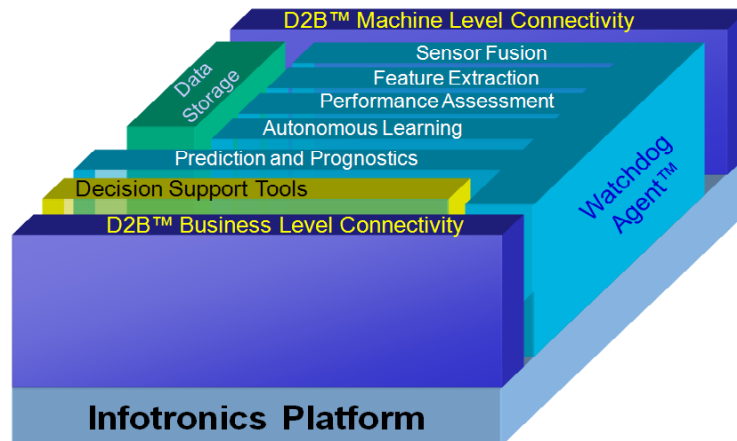 D2B™ Machine Level Connectivity
Sensor Fusion
Data
Storage
Feature Extraction
Performance Assessment
Autonomous Learning
Prediction and Prognostics
Watchdog
Agent™
Decision Support Tools
D2B™ Business Level Connectivity
Infotronics Platform